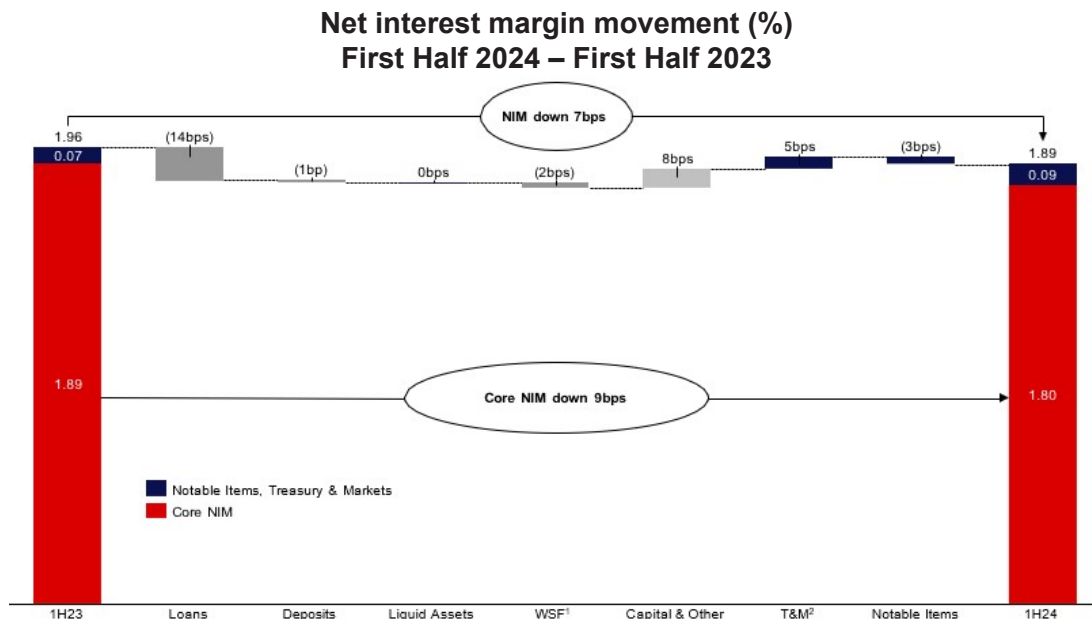 Net interest margin movement (%)
First Half 2024 – First Half 2023
NIM down 7bps
1.96
(14bps)
(1bp)
0bps
(2bps)
8bps
5bps
(3bps)
1.89
0.07
0.09
1.89
Core NIM down 9bps
1.80
Notable Items, Treasury & Markets
Core NIM
1H23 Loans Deposits Liquid Assets WSF¹ Capital & Other T&M² Notable Items 1H24